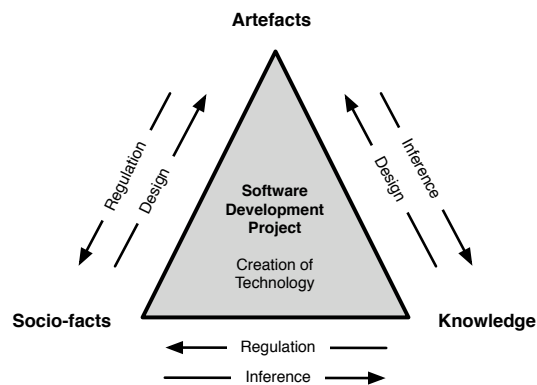 Artefacts
Regulation
Design
Inference
Design
Software
Development
Project
Creation of
Technology
Socio-facts
Knowledge
Regulation
Inference